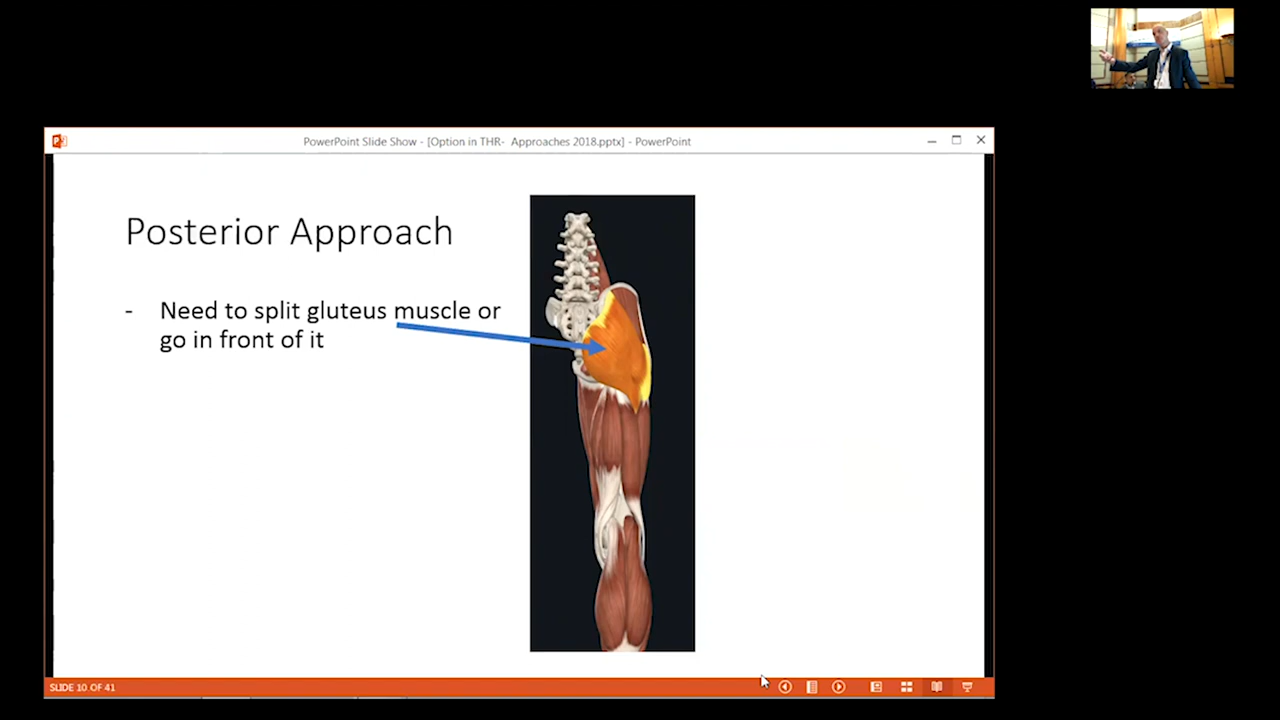 PowerPoint Slide Show - [Option in THR-  Approaches 2018.pptx] - PowerPoint
Posterior Approach
- Need to split gluteus muscle or
go in front of it
SLIDE 10 OF 41